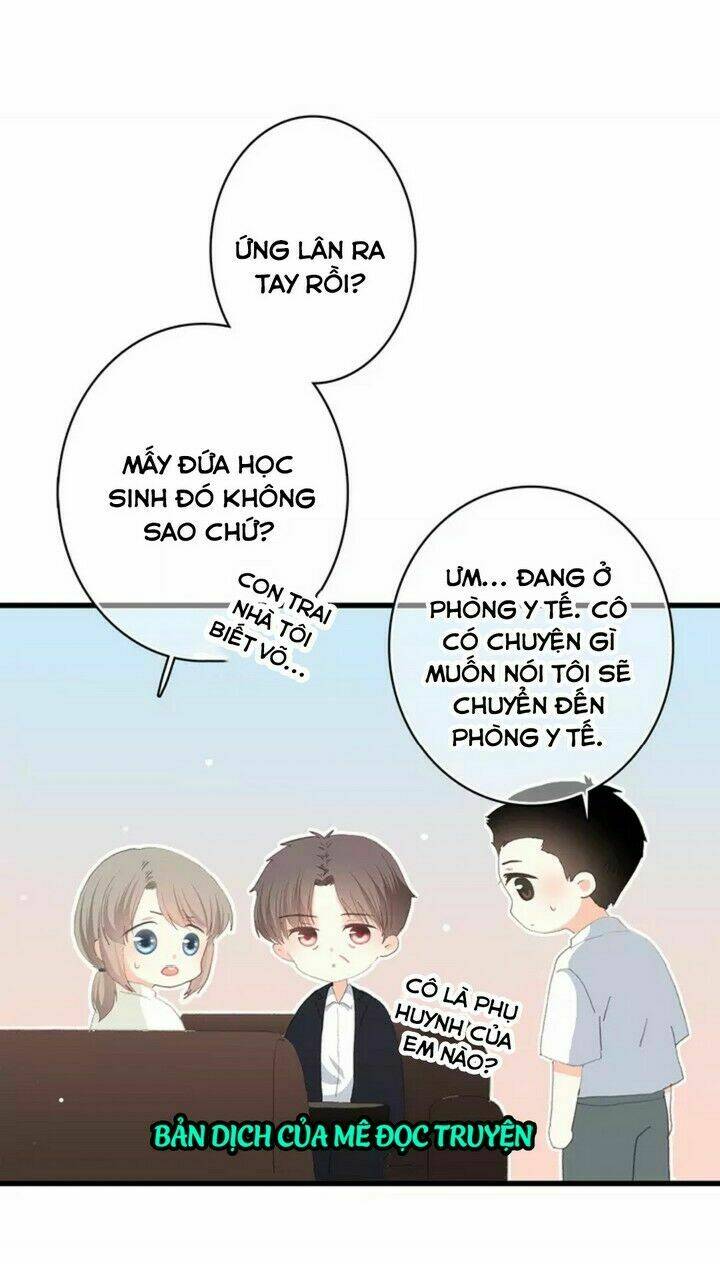 ỨNG LÂN RA
TAY RỒI?
MẤY ĐỨA HỌC
SINH ĐÓ KHÔNG
SAO CHỨ?
CON TRAI
NHÀ TÔI
BIẾT VÕ...
ƯM... ĐANG Ở
PHÒNG Y TẾ. CÔ
CÓ CHUYỆN GÌ
MUỐN NÓI TÔI SẼ
CHUYỂN ĐẾN
PHÒNG Y TẾ.
CÔ LÀ PHỤ
HUYNH CỦA
EM NÀO?
BẢN DỊCH CỦA MÊ ĐỌC TRUYỆN